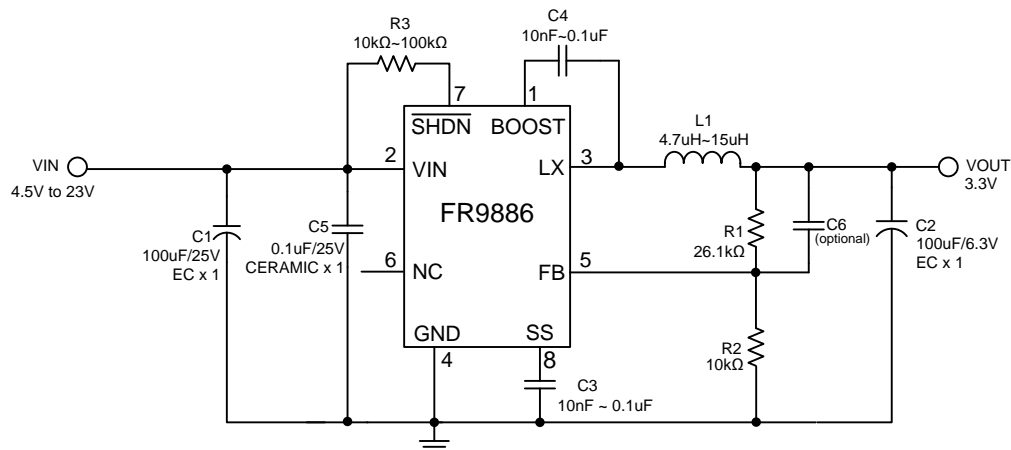 R3
10kΩ~100kΩ
C4
10nF~0.1uF
7
1
SHDN
BOOST
L1
4.7uH~15uH
VIN
4.5V to 23V
2
VIN
LX
3
VOUT
3.3V
FR9886
C1
100uF/25V
EC x 1
C5
0.1uF/25V
CERAMIC x 1
R1
26.1kΩ
C6
(optional)
C2
100uF/6.3V
EC x 1
6
NC
FB
5
GND
SS
4
8
R2
10kΩ
C3
10nF ~ 0.1uF